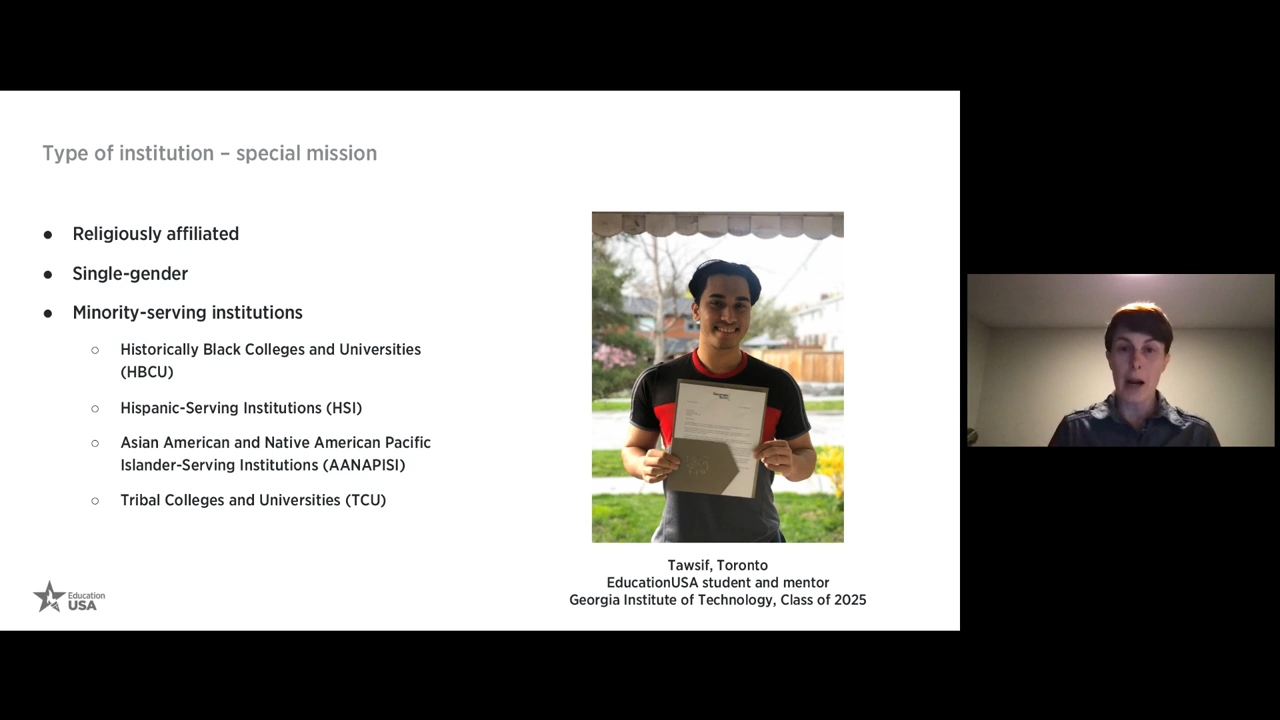 Type of institution – special mission
● Religiously affiliated
● Single-gender
● Minority-serving institutions
○ Historically Black Colleges and Universities
(HBCU)
○ Hispanic-Serving Institutions (HSI)
○ Asian American and Native American Pacific
Islander-Serving Institutions (AANAPISI)
○ Tribal Colleges and Universities (TCU)
Tawsif, Toronto
EducationUSA student and mentor
Georgia Institute of Technology, Class of 2025
Education
USA